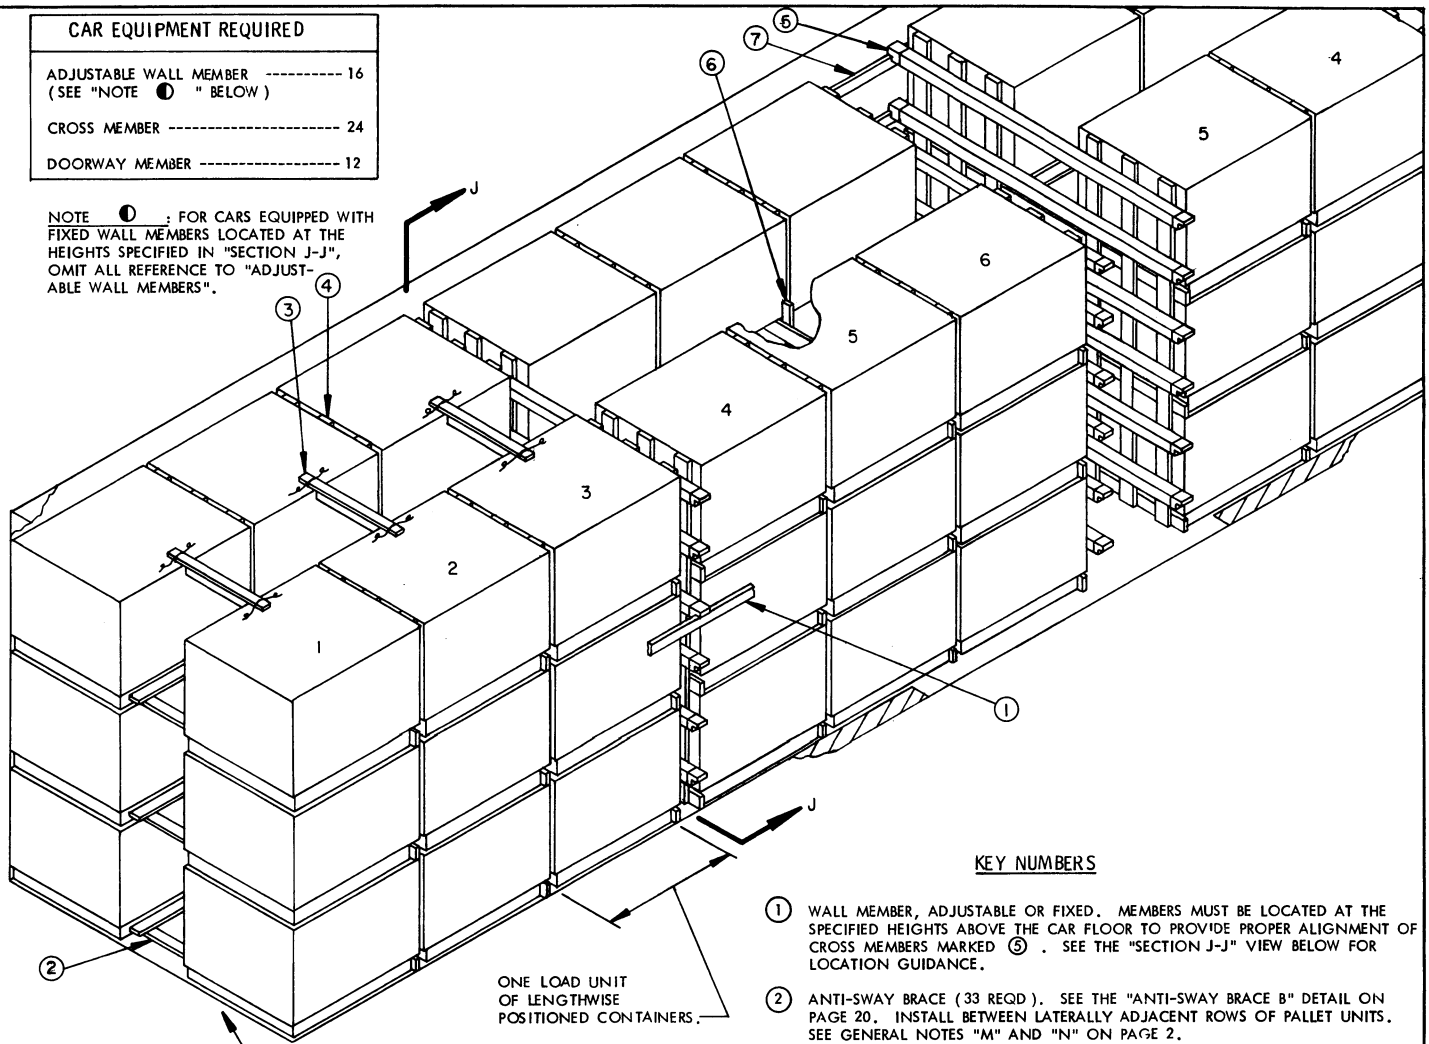 CAR EQUIPMENT REQUIRED
ADJUSTABLE WALL MEMBER ---------- 16
(SEE "NOTE ◐ " BELOW)
CROSS MEMBER ---------------------- 24
DOORWAY MEMBER ------------------ 12
NOTE ◐ : FOR CARS EQUIPPED WITH
FIXED WALL MEMBERS LOCATED AT THE
HEIGHTS SPECIFIED IN "SECTION J-J",
OMIT ALL REFERENCE TO "ADJUST-
ABLE WALL MEMBERS".
5
7
6
J
4
5
6
5
4
3
4
3
2
1
1
J
2
ONE LOAD UNIT
OF LENGTHWISE
POSITIONED CONTAINERS.
KEY NUMBERS
① WALL MEMBER, ADJUSTABLE OR FIXED. MEMBERS MUST BE LOCATED AT THE
SPECIFIED HEIGHTS ABOVE THE CAR FLOOR TO PROVIDE PROPER ALIGNMENT OF
CROSS MEMBERS MARKED ⑤ . SEE THE "SECTION J-J" VIEW BELOW FOR
LOCATION GUIDANCE.
② ANTI-SWAY BRACE (33 REQD). SEE THE "ANTI-SWAY BRACE B" DETAIL ON
PAGE 20. INSTALL BETWEEN LATERALLY ADJACENT ROWS OF PALLET UNITS.
SEE GENERAL NOTES "M" AND "N" ON PAGE 2.